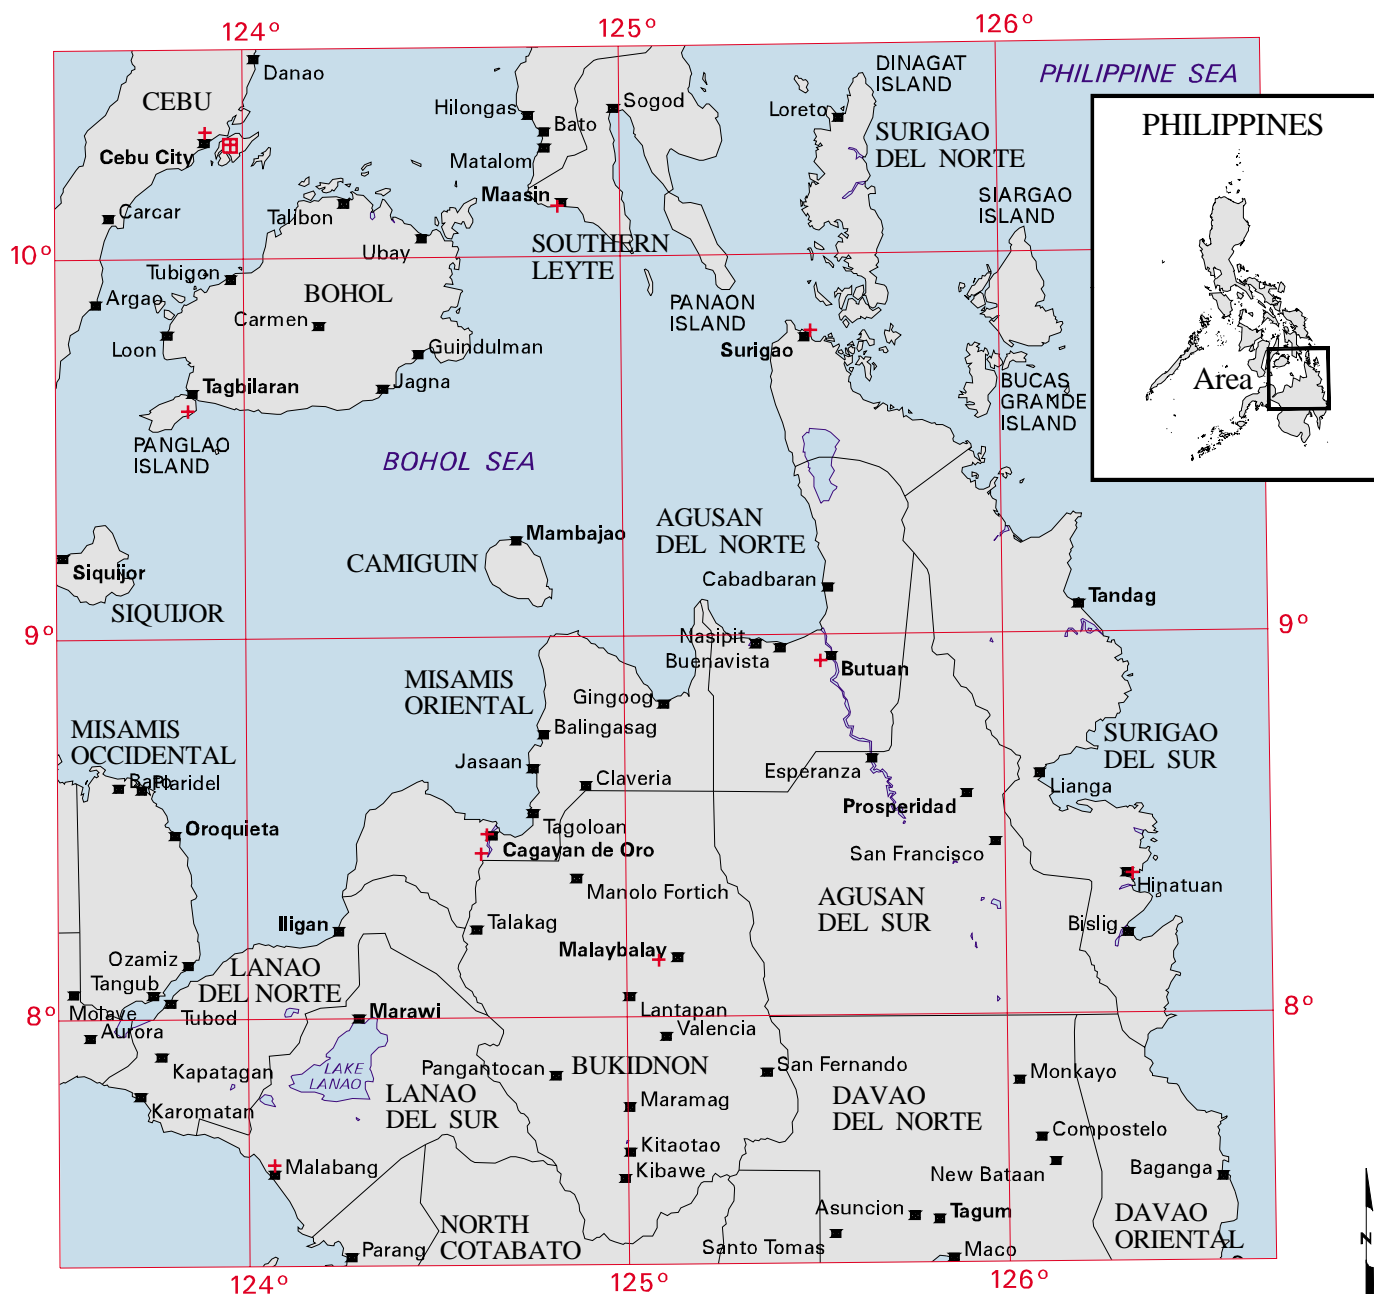 124°
125°
126°
PHILIPPINE SEA
DINAGAT
ISLAND
Danao
CEBU
Hilongas
Sogod
Loreto
Bato
SURIGAO
DEL NORTE
PHILIPPINES
Cebu City
Matalom
Maasin
SIARGAO
ISLAND
Carcar
Talibon
Ubay
SOUTHERN
LEYTE
10°
Tubigon
BOHOL
Argao
Carmen
PANAON
ISLAND
Loon
Guindulman
Surigao
Tagbilaran
Jagna
BUCAS
GRANDE
ISLAND
Area
PANGLAO
ISLAND
BOHOL SEA
AGUSAN
DEL NORTE
Mambajao
CAMIGUIN
Siquijor
SIQUIJOR
Cabadbaran
Tandag
9°
9°
Nasipit
Buenavista
Butuan
MISAMIS
ORIENTAL
Gingoog
Balingasag
MISAMIS
OCCIDENTAL
SURIGAO
DEL SUR
Jasaan
Claveria
Esperanza
Lianga
Plaridel
Prosperidad
Oroquieta
Tagoloan
Cagayan de Oro
San Francisco
Manolo Fortich
Hinatuan
AGUSAN
DEL SUR
Iligan
Talakag
Bislig
Ozamiz
Malaybalay
LANAO
DEL NORTE
Tangub
Molave
Tubod
Marawi
Lantapan
8°
8°
Aurora
Valencia
Kapatagan
LAKE
LANAO
Pangantocan
BUKIDNON
San Fernando
Monkayo
Karomatan
LANAO
DEL SUR
Maramag
DAVAO
DEL NORTE
Compostelo
Kitaotao
Malabang
Kibawe
New Bataan
Baganga
Asuncion
Tagum
DAVAO
ORIENTAL
NORTH
COTABATO
Parang
Santo Tomas
Maco
N
124°
125°
126°